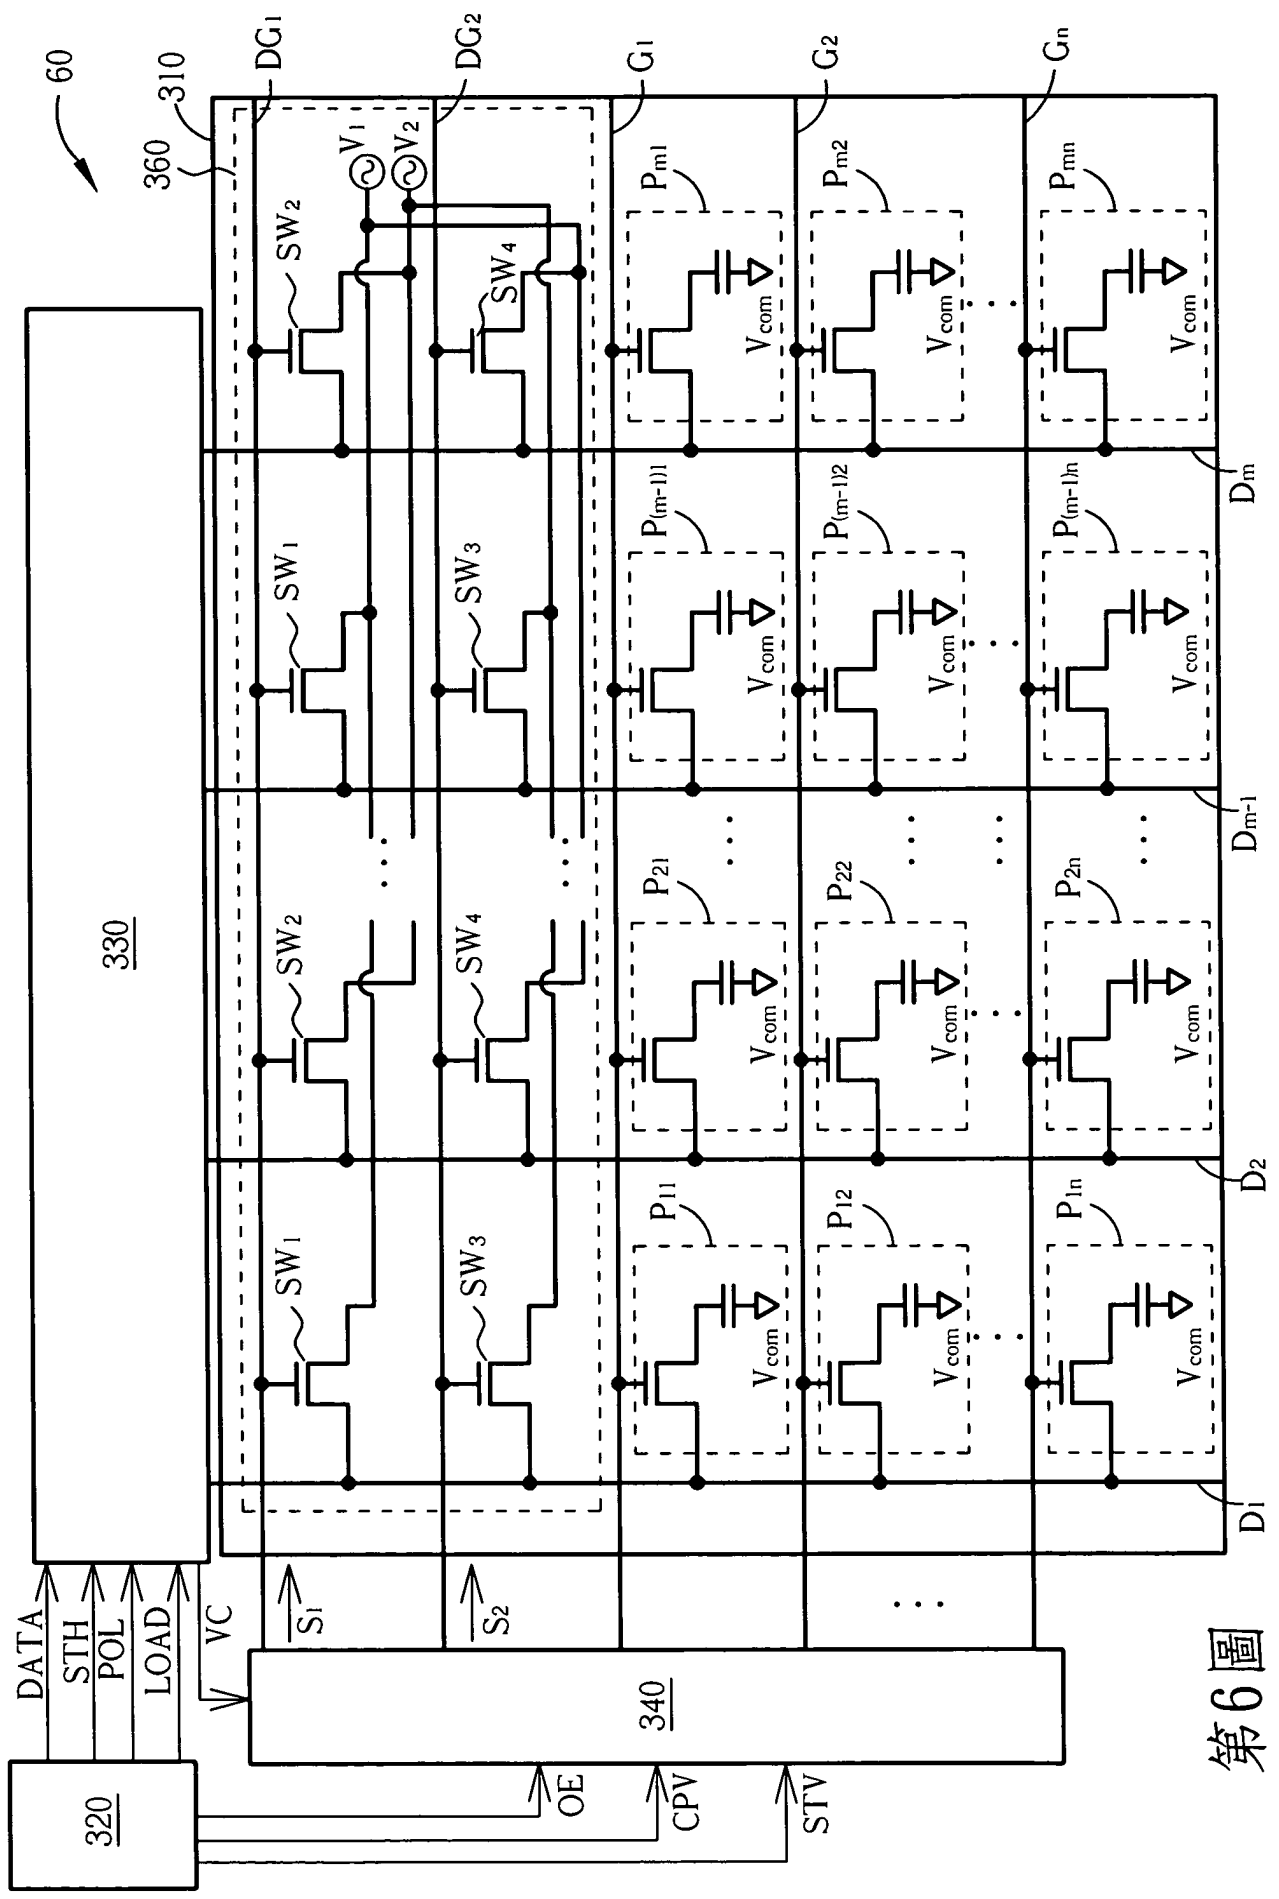 60
310
360
DG1
DG2
G1
G2
Gn
330
SW1
SW2
SW1
SW2
V1
V2
SW3
SW4
SW3
SW4
P11
P21
P(m-1)1
Pm1
Vcom
Vcom
Vcom
Vcom
P12
P22
P(m-1)2
Pm2
Vcom
Vcom
Vcom
Vcom
P1n
P2n
P(m-1)n
Pmn
Vcom
Vcom
Vcom
Vcom
D1
D2
Dm-1
Dm
DATA
STH
POL
LOAD
VC
S1
S2
320
340
OE
CPV
STV
第6圖